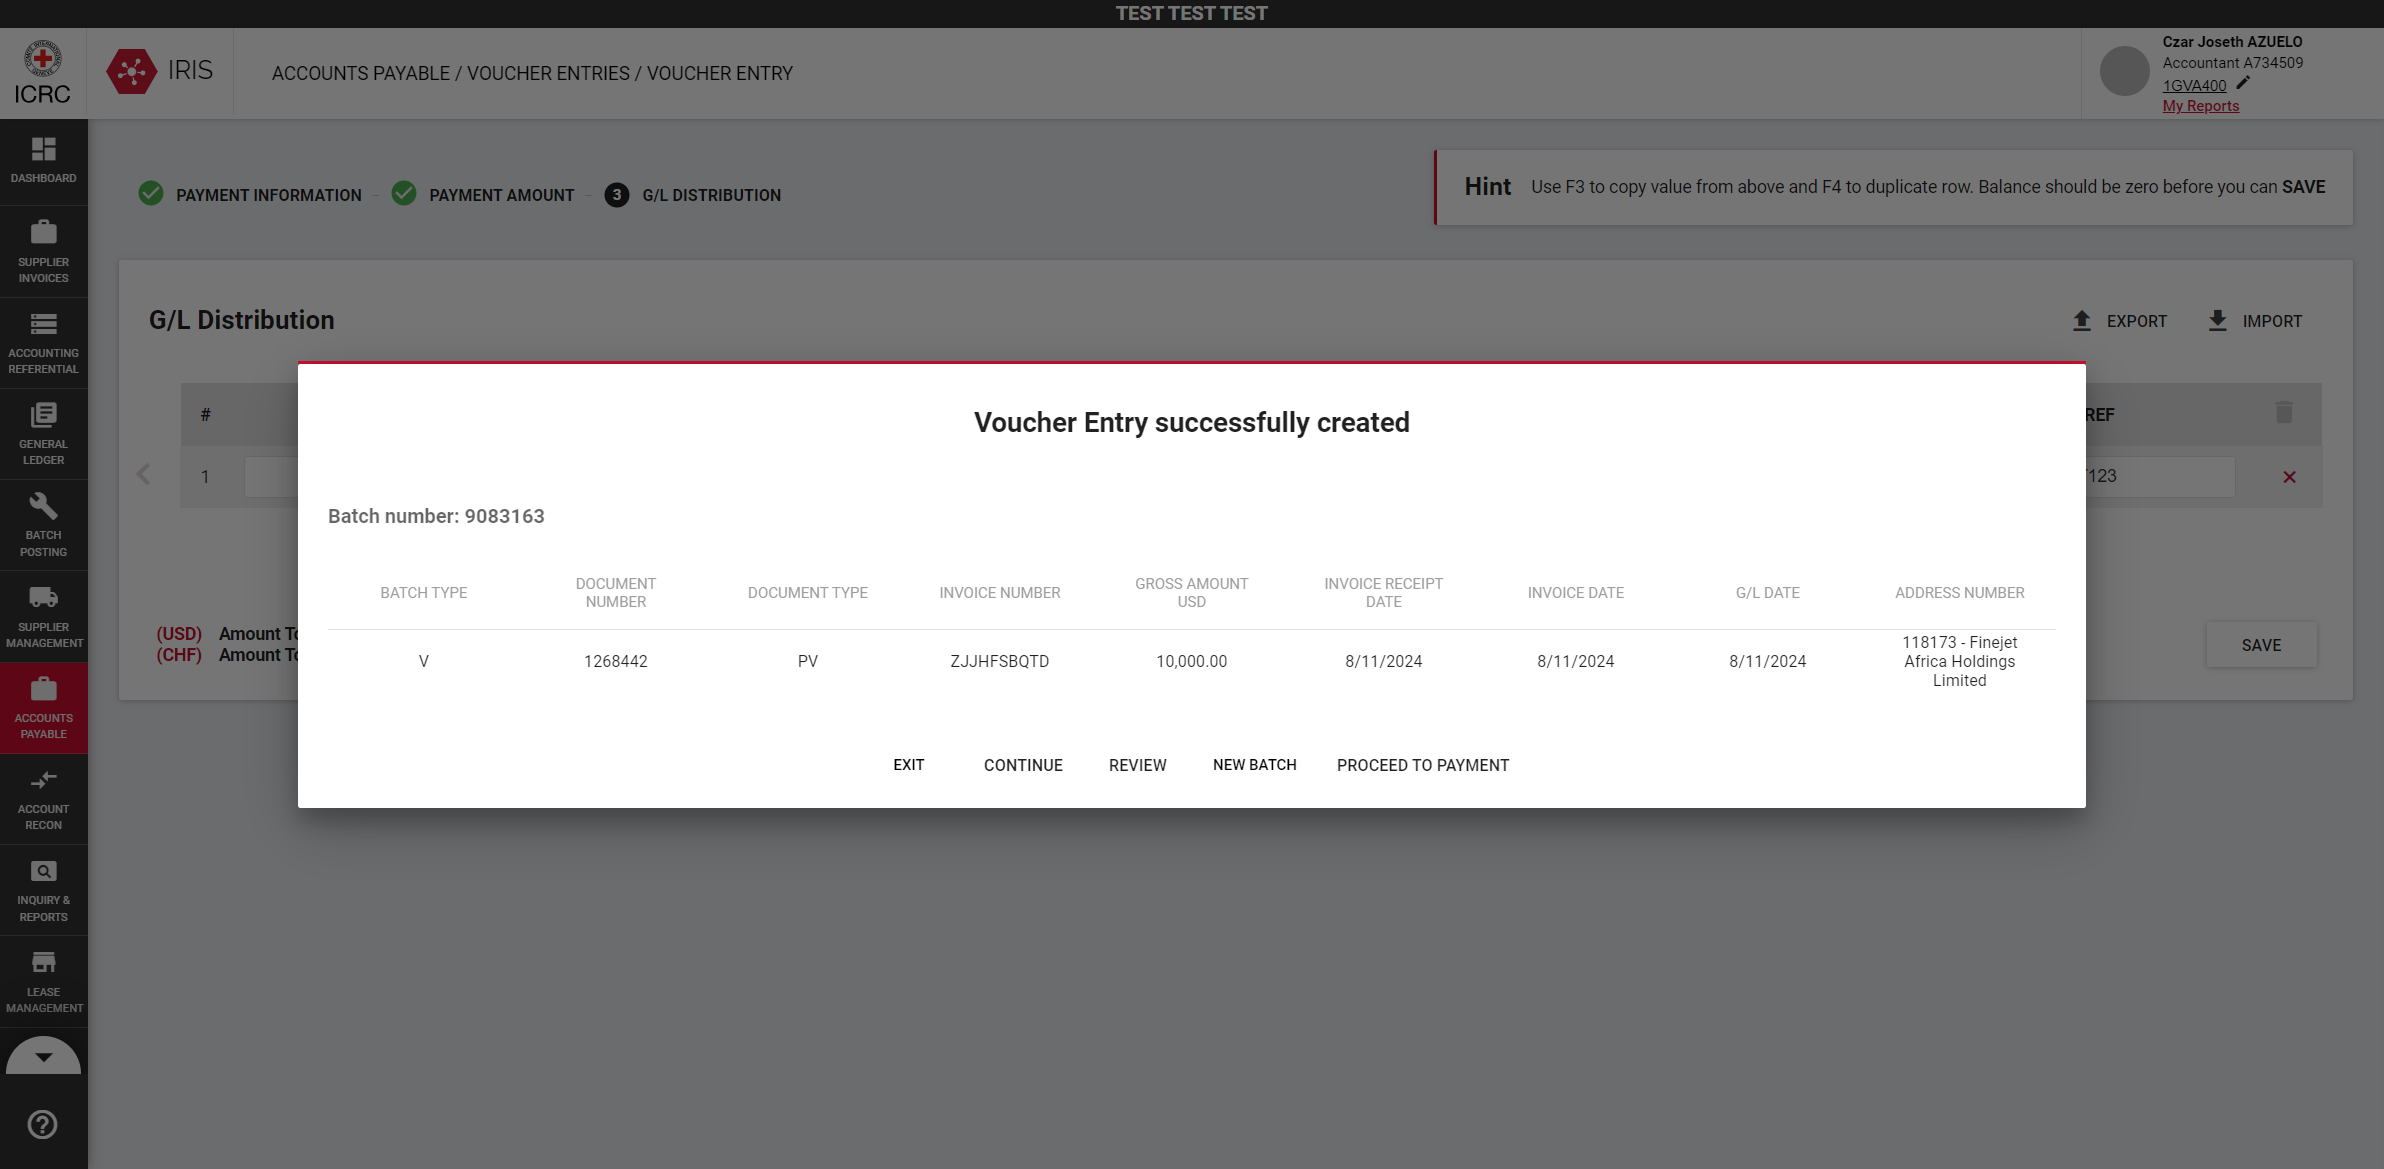 TEST TEST TEST
ICRC
IRIS
ACCOUNTS PAYABLE / VOUCHER ENTRIES / VOUCHER ENTRY
Czar Joseth AZUELO
Accountant A734509
1GVA400
My Reports
DASHBOARD
SUPPLIER
INVOICES
ACCOUNTING
REFERENTIAL
GENERAL
LEDGER
BATCH
POSTING
SUPPLIER
MANAGEMENT
ACCOUNTS
PAYABLE
ACCOUNT
RECON
INQUIRY &
REPORTS
LEASE
MANAGEMENT
PAYMENT INFORMATION
PAYMENT AMOUNT
3 G/L DISTRIBUTION
Hint Use F3 to copy value from above and F4 to duplicate row. Balance should be zero before you can SAVE
G/L Distribution
EXPORT
IMPORT
#
REF
1
123
(USD) Amount To
(CHF) Amount To
SAVE
Voucher Entry successfully created
Batch number: 9083163
BATCH TYPE
DOCUMENT
NUMBER
DOCUMENT TYPE
INVOICE NUMBER
GROSS AMOUNT
USD
INVOICE RECEIPT
DATE
INVOICE DATE
G/L DATE
ADDRESS NUMBER
V
1268442
PV
ZJJHFSBQTD
10,000.00
8/11/2024
8/11/2024
8/11/2024
118173 - Finejet
Africa Holdings
Limited
EXIT
CONTINUE
REVIEW
NEW BATCH
PROCEED TO PAYMENT